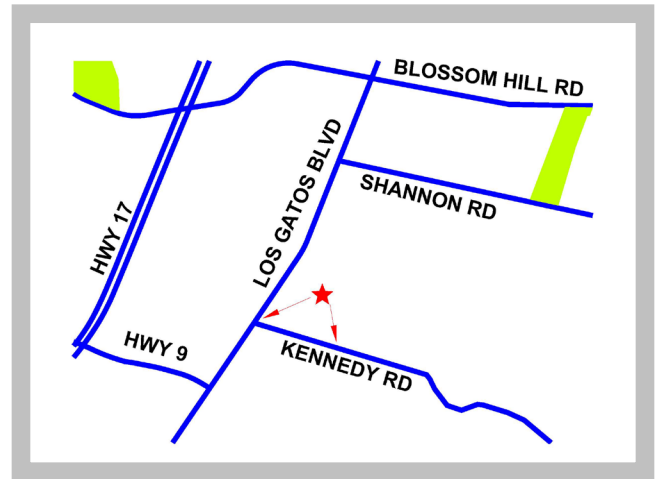 BLOSSOM HILL RD
LOS GATOS BLVD
SHANNON RD
HWY 17
HWY 9
KENNEDY RD